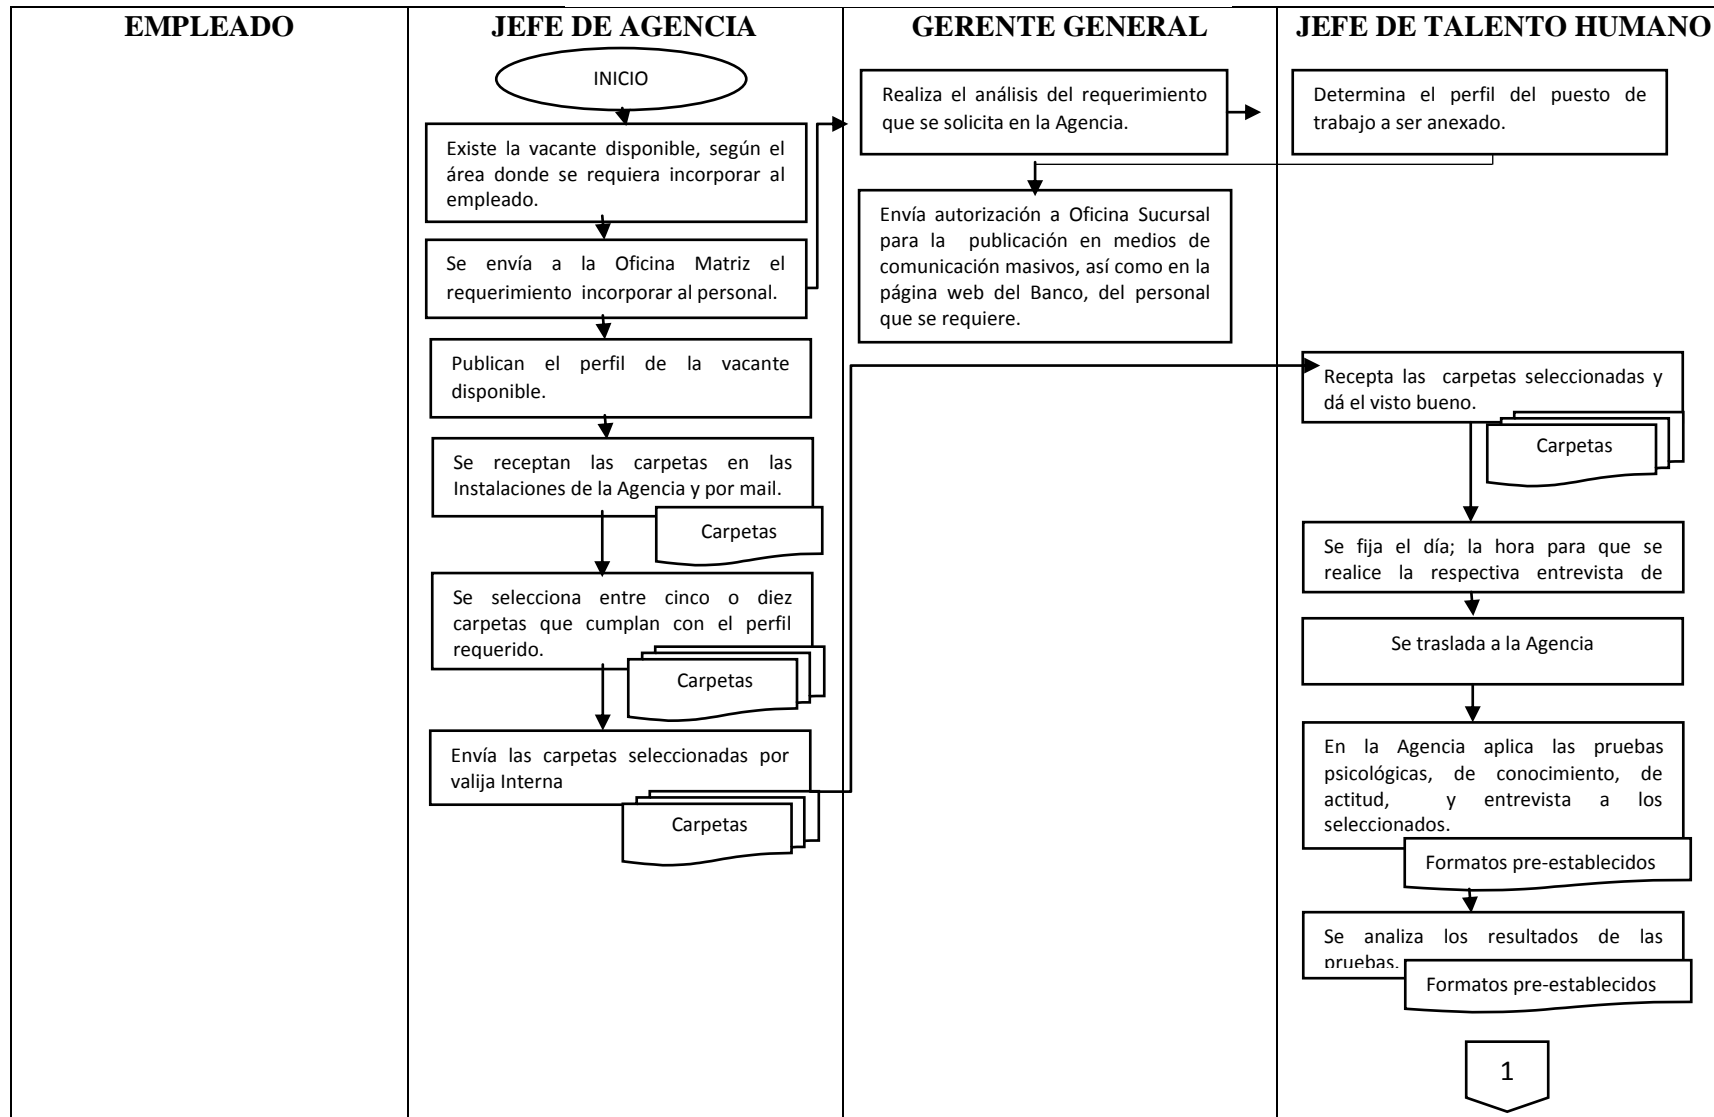 EMPLEADO
JEFE DE AGENCIA
GERENTE GENERAL
JEFE DE TALENTO HUMANO
INICIO
Existe la vacante disponible, según el
área donde se requiera incorporar al
empleado.
Se envía a la Oficina Matriz el
requerimiento incorporar al personal.
Publican el perfil de la vacante
disponible.
Se receptan las carpetas en las
Instalaciones de la Agencia y por mail.
Carpetas
Se selecciona entre cinco o diez
carpetas que cumplan con el perfil
requerido.
Carpetas
Envía las carpetas seleccionadas por
valija Interna
Carpetas
Realiza el análisis del requerimiento
que se solicita en la Agencia.
Envía autorización a Oficina Sucursal
para la publicación en medios de
comunicación masivos, así como en la
página web del Banco, del personal
que se requiere.
Determina el perfil del puesto de
trabajo a ser anexado.
Recepta las carpetas seleccionadas y
dá el visto bueno.
Carpetas
Se fija el día; la hora para que se
realice la respectiva entrevista de
Se traslada a la Agencia
En la Agencia aplica las pruebas
psicológicas, de conocimiento, de
actitud, y entrevista a los
seleccionados.
Formatos pre-establecidos
Se analiza los resultados de las
pruebas.
Formatos pre-establecidos
1